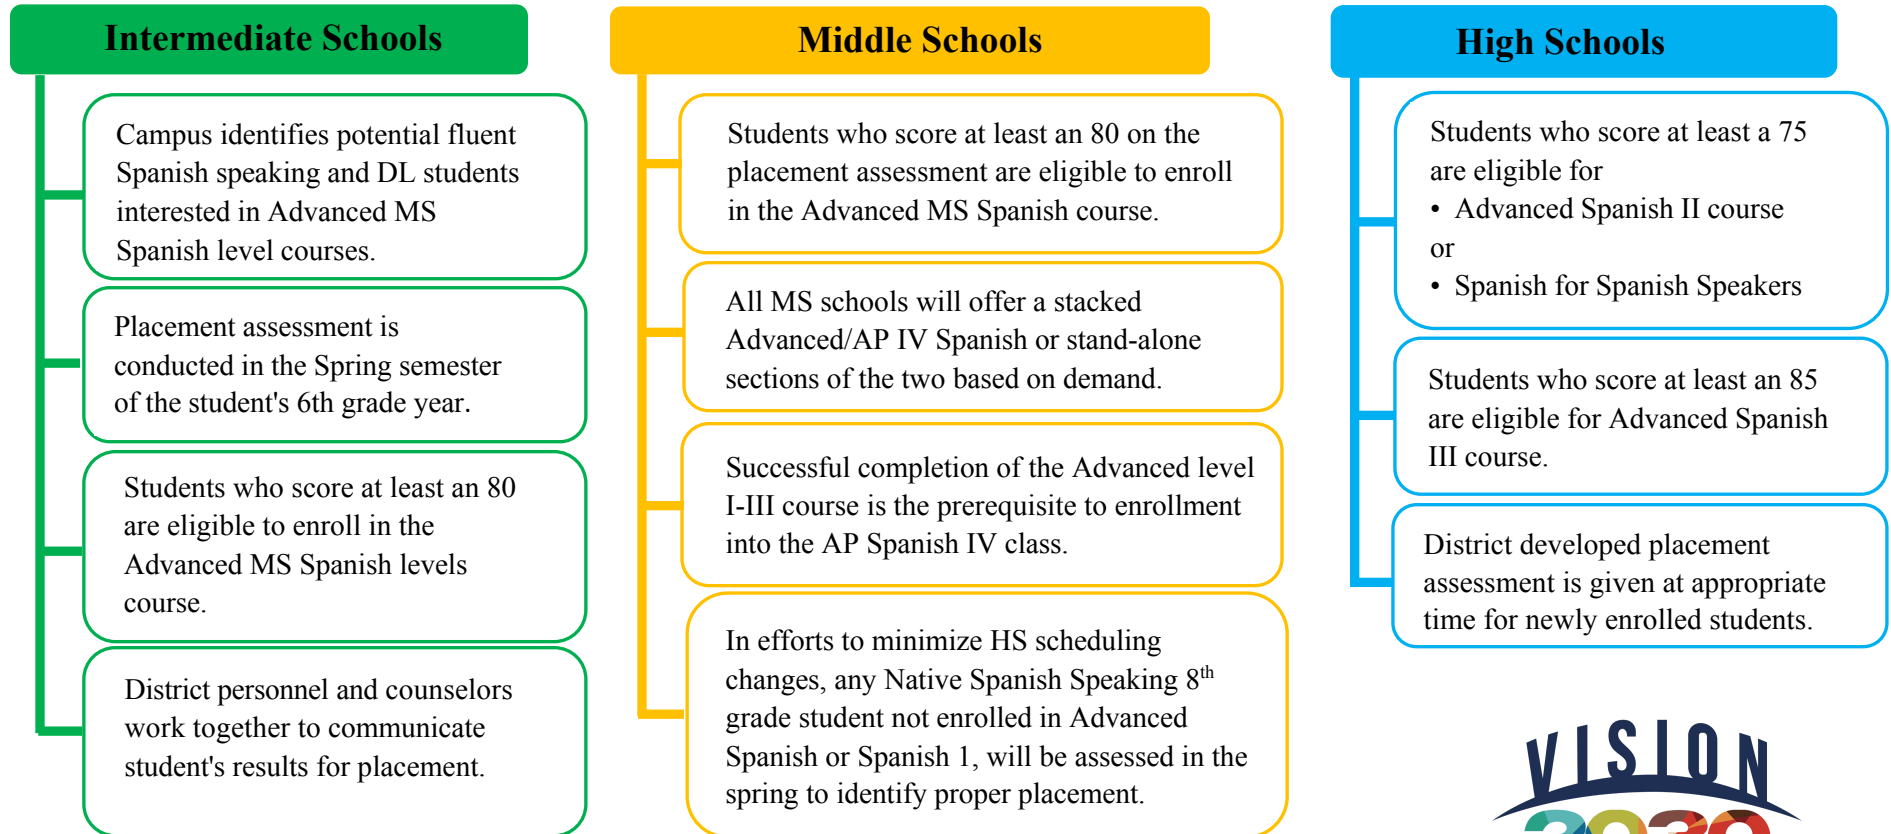 Intermediate Schools
Campus identifies potential fluent
Spanish speaking and DL students
interested in Advanced MS
Spanish level courses.
Placement assessment is
conducted in the Spring semester
of the student's 6th grade year.
Students who score at least an 80
are eligible to enroll in the
Advanced MS Spanish levels
course.
District personnel and counselors
work together to communicate
student's results for placement.
Middle Schools
Students who score at least an 80 on the
placement assessment are eligible to enroll
in the Advanced MS Spanish course.
All MS schools will offer a stacked
Advanced/AP IV Spanish or stand-alone
sections of the two based on demand.
Successful completion of the Advanced level
I-III course is the prerequisite to enrollment
into the AP Spanish IV class.
In efforts to minimize HS scheduling
changes, any Native Spanish Speaking 8th
grade student not enrolled in Advanced
Spanish or Spanish 1, will be assessed in the
spring to identify proper placement.
High Schools
Students who score at least a 75
are eligible for
• Advanced Spanish II course
or
• Spanish for Spanish Speakers
Students who score at least an 85
are eligible for Advanced Spanish
III course.
District developed placement
assessment is given at appropriate
time for newly enrolled students.
VISION
2030